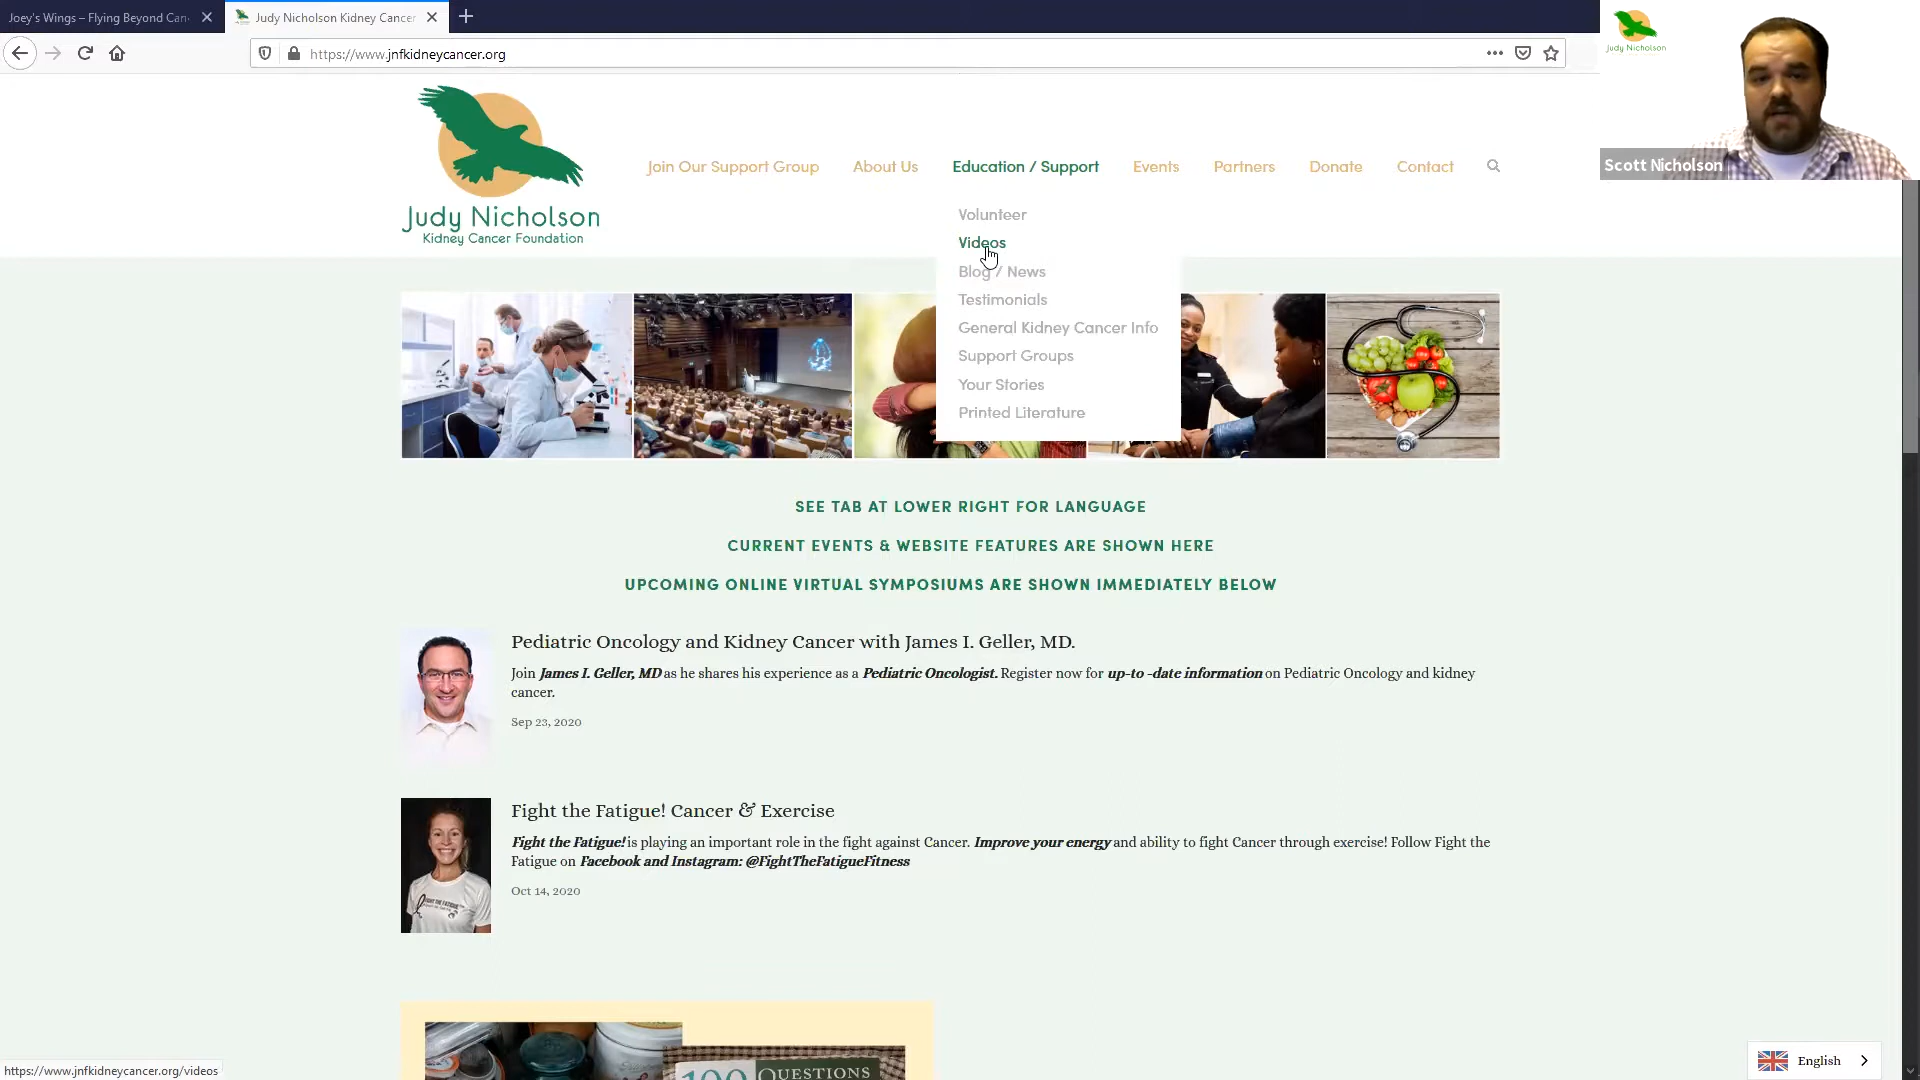 Joey's Wings – Flying Beyond Can
Judy Nicholson Kidney Cancer
https://www.jnfkidneycancer.org
Judy Nicholson
Scott Nicholson
Judy Nicholson
Kidney Cancer Foundation
Join Our Support Group
About Us
Education / Support
Events
Partners
Donate
Contact
Volunteer
Videos
Blog / News
Testimonials
General Kidney Cancer Info
Support Groups
Your Stories
Printed Literature
SEE TAB AT LOWER RIGHT FOR LANGUAGE
CURRENT EVENTS & WEBSITE FEATURES ARE SHOWN HERE
UPCOMING ONLINE VIRTUAL SYMPOSIUMS ARE SHOWN IMMEDIATELY BELOW
Pediatric Oncology and Kidney Cancer with James I. Geller, MD.
Join James I. Geller, MD as he shares his experience as a Pediatric Oncologist. Register now for up-to -date information on Pediatric Oncology and kidney
cancer.
Sep 23, 2020
Fight the Fatigue! Cancer & Exercise
Fight the Fatigue! is playing an important role in the fight against Cancer. Improve your energy and ability to fight Cancer through exercise! Follow Fight the
Fatigue on Facebook and Instagram: @FightTheFatigueFitness
Oct 14, 2020
100 QUESTIONS
English
https://www.jnfkidneycancer.org/videos